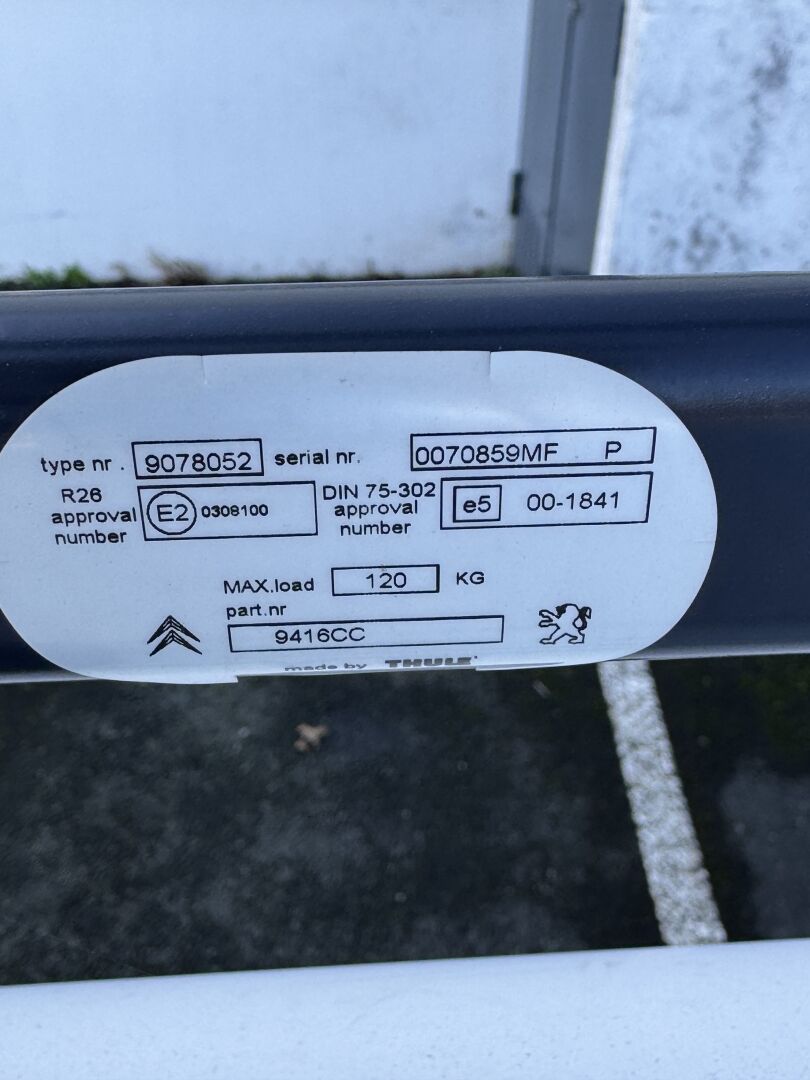 type nr . 9078052 serial nr. 0070859MF P
R26 approval number E2 0308100 DIN 75-302 approval number e5 00-1841
MAX.load 120 KG
part.nr
9416CC
made by THULE